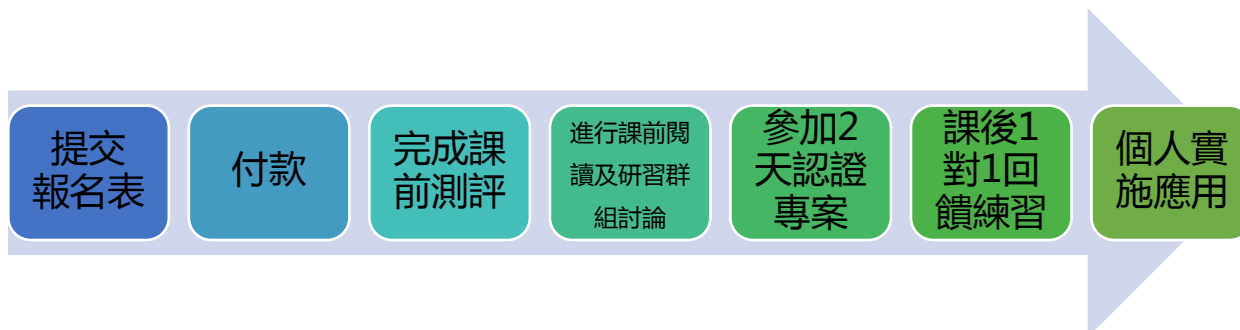 提交
報名表
付款
完成課
前測評
進行課前閱
讀及研習群
組討論
參加2
天認證
專案
課後1
對1回
饋練習
個人實
施應用